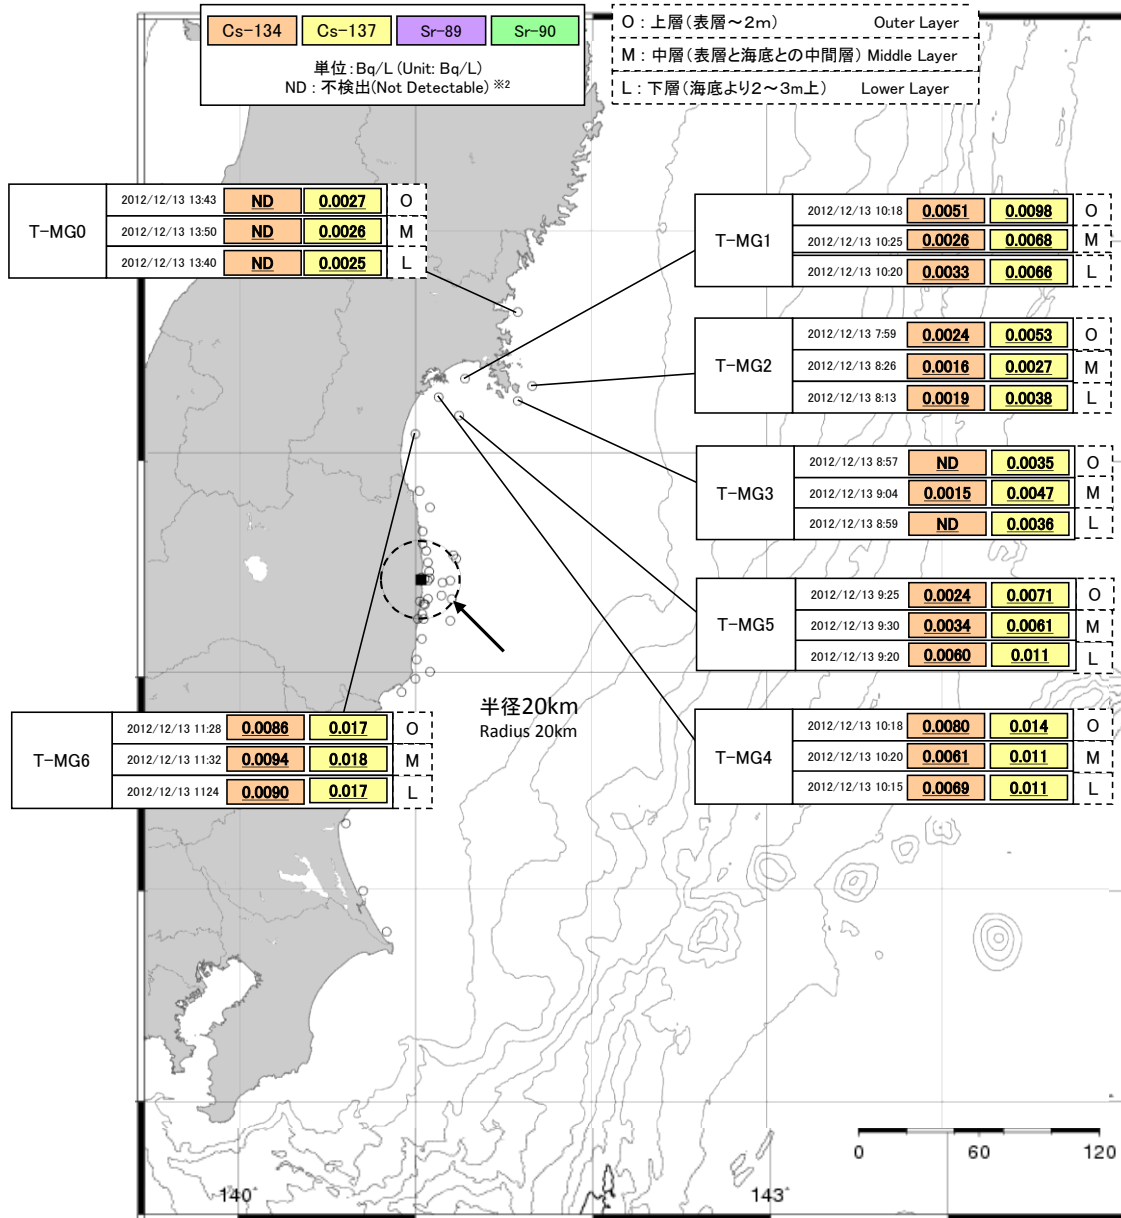 Cs-134 Cs-137 Sr-89 Sr-90
単位:Bq/L (Unit: Bq/L)
ND : 不検出(Not Detectable) ※2
O : 上層(表層～2m) Outer Layer
M : 中層(表層と海底との中間層) Middle Layer
L : 下層(海底より2～3m上) Lower Layer
T-MG0
2012/12/13 13:43 ND 0.0027 O
2012/12/13 13:50 ND 0.0026 M
2012/12/13 13:40 ND 0.0025 L
T-MG1
2012/12/13 10:18 0.0051 0.0098 O
2012/12/13 10:25 0.0026 0.0068 M
2012/12/13 10:20 0.0033 0.0066 L
T-MG2
2012/12/13 7:59 0.0024 0.0053 O
2012/12/13 8:26 0.0016 0.0027 M
2012/12/13 8:13 0.0019 0.0038 L
T-MG3
2012/12/13 8:57 ND 0.0035 O
2012/12/13 9:04 0.0015 0.0047 M
2012/12/13 8:59 ND 0.0036 L
T-MG5
2012/12/13 9:25 0.0024 0.0071 O
2012/12/13 9:30 0.0034 0.0061 M
2012/12/13 9:20 0.0060 0.011 L
半径20km
Radius 20km
T-MG6
2012/12/13 11:28 0.0086 0.017 O
2012/12/13 11:32 0.0094 0.018 M
2012/12/13 1124 0.0090 0.017 L
T-MG4
2012/12/13 10:18 0.0080 0.014 O
2012/12/13 10:20 0.0061 0.011 M
2012/12/13 10:15 0.0069 0.011 L
0 60 120
140° 143°